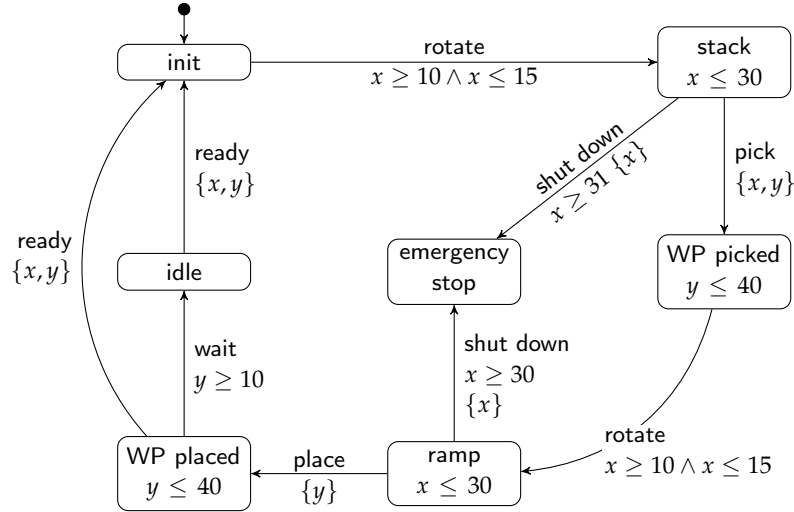 init
rotate
x ≥ 10 ∧ x ≤ 15
stack
x ≤ 30
shut down
x ≥ 31 {x}
pick
{x, y}
ready
{x, y}
ready
{x, y}
idle
emergency
stop
WP picked
y ≤ 40
wait
y ≥ 10
shut down
x ≥ 30
{x}
rotate
x ≥ 10 ∧ x ≤ 15
WP placed
y ≤ 40
place
{y}
ramp
x ≤ 30